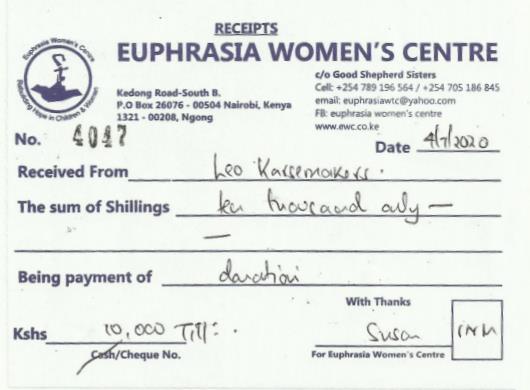 RECEIPTS
EUPHRASIA WOMEN'S CENTRE
Euphrasia Women's Centre
Rebuilding Hope in Children & Women
c/o Good Shepherd Sisters
Kedong Road-South B.
Cell: +254 789 196 564 / +254 705 186 845
P.O Box 26076 - 00504 Nairobi, Kenya
email: euphrasiawtc@yahoo.com
1321 - 00208, Ngong
FB: euphrasia women's centre
www.ewc.co.ke
No. 4047
Date 4/7/2020
Received From Leo Karremakers.
The sum of Shillings ten thousand only —
—
Being payment of donation
With Thanks
Kshs 10,000 Till
Susan
Cash/Cheque No.
For Euphrasia Women's Centre